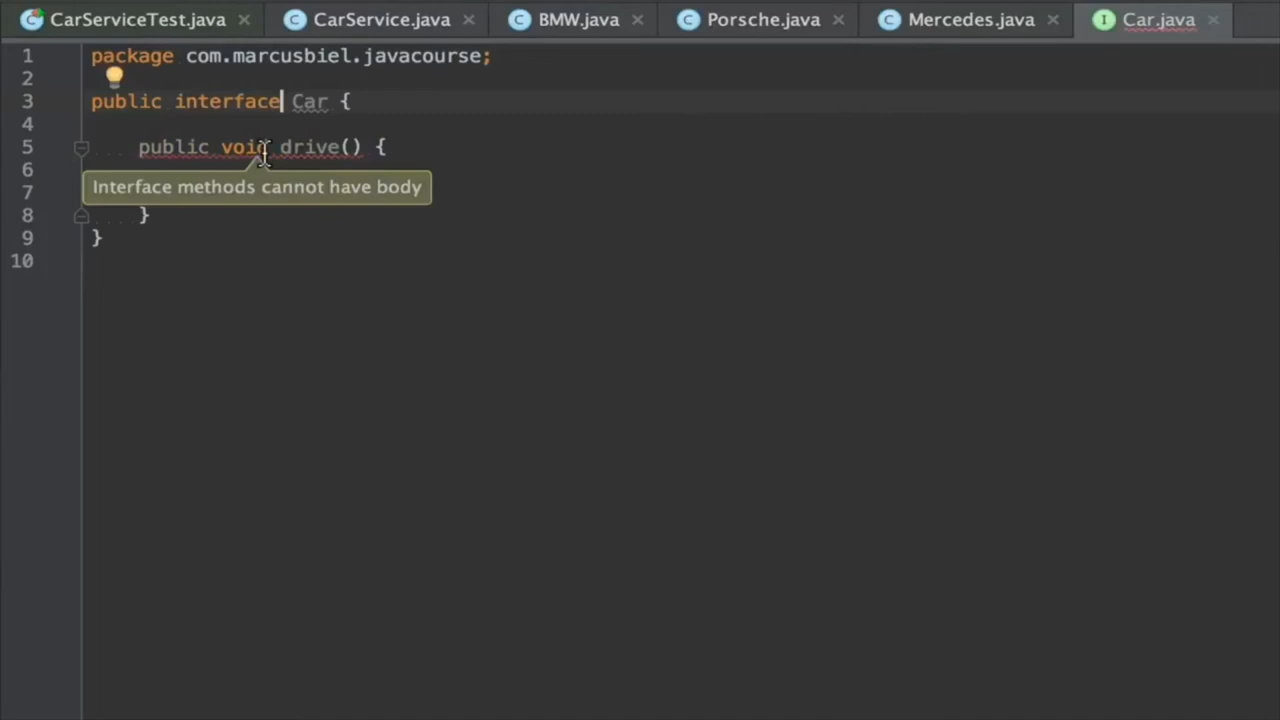 CarServiceTest.java CarService.java BMW.java Porsche.java Mercedes.java Car.java
1 package com.marcusbiel.javacourse;
2
3 public interface Car {
4
5 public void drive() {
6
Interface methods cannot have body
7
8 }
9 }
10